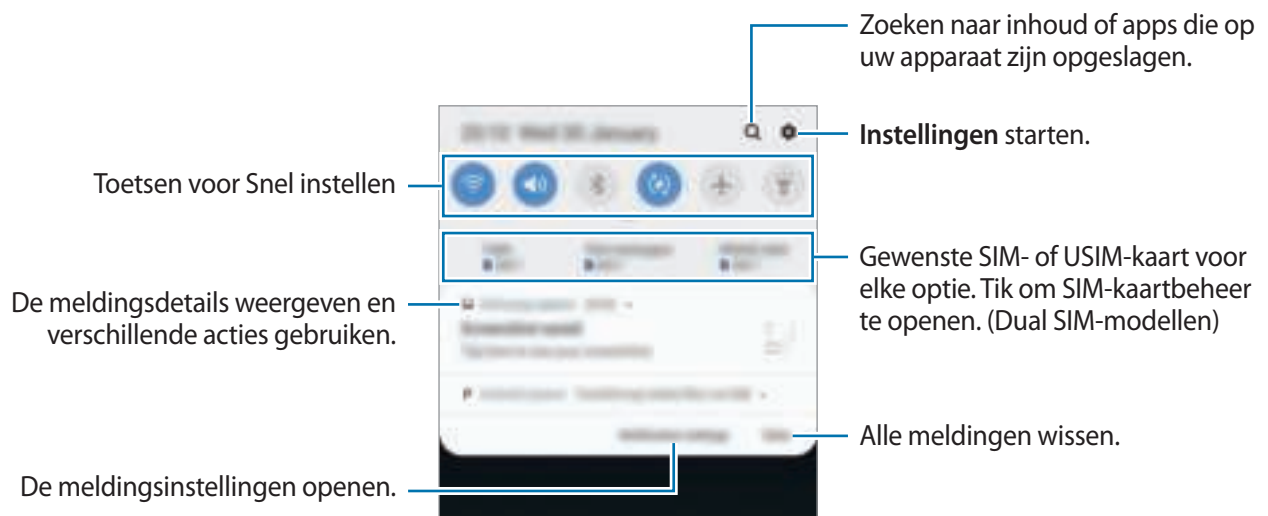 Zoeken naar inhoud of apps die op
uw apparaat zijn opgeslagen.
Instellingen starten.
Toetsen voor Snel instellen
Gewenste SIM- of USIM-kaart voor
elke optie. Tik om SIM-kaartbeheer
te openen. (Dual SIM-modellen)
De meldingsdetails weergeven en
verschillende acties gebruiken.
Alle meldingen wissen.
De meldingsinstellingen openen.